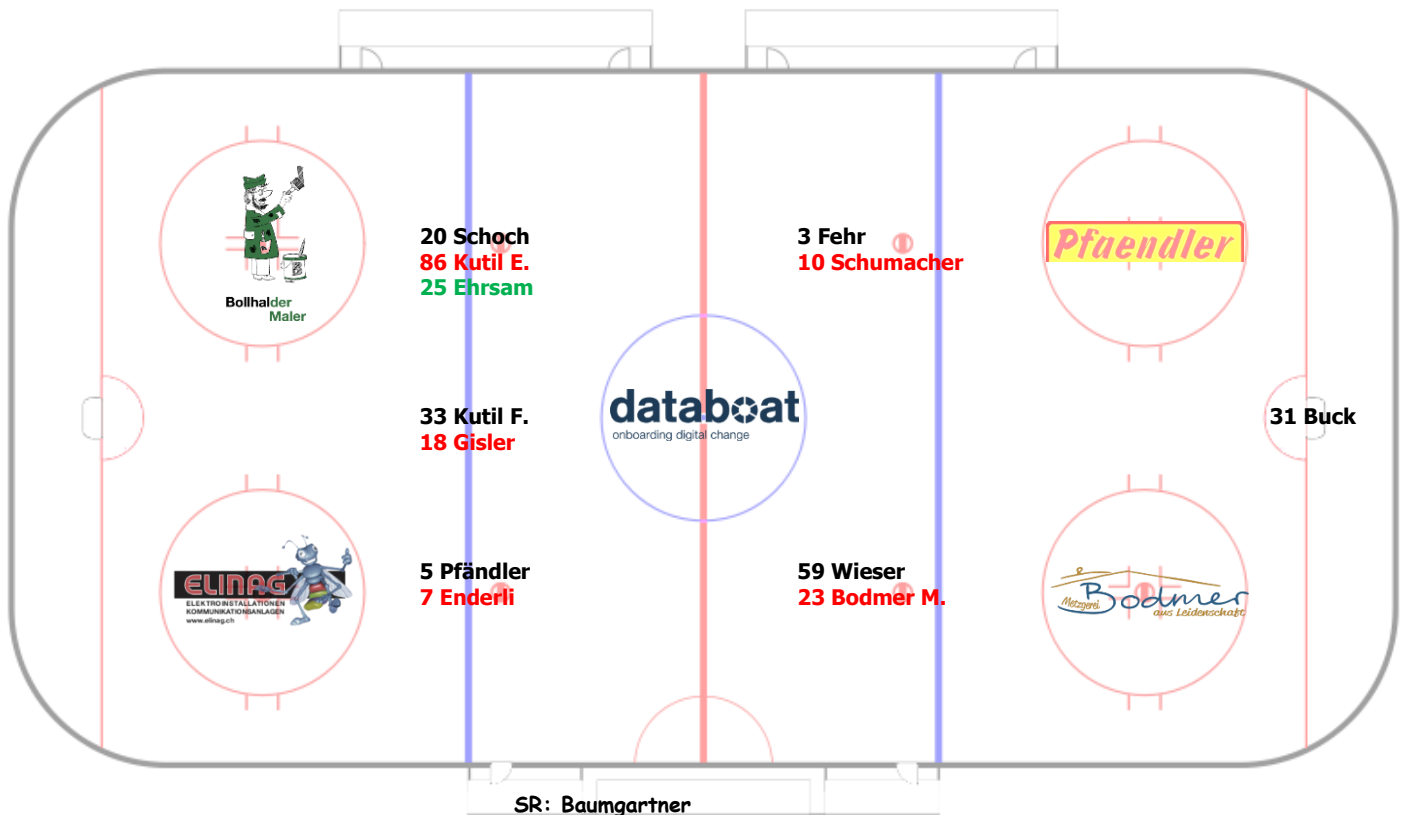 20 Schoch
86 Kutil E.
25 Ehrsam
3 Fehr
10 Schumacher
Pfaendler
Bollhalder
Maler
33 Kutil F.
18 Gisler
databoat
onboarding digital change
31 Buck
5 Pfändler
7 Enderli
59 Wieser
23 Bodmer M.
ELINAG
ELEKTROINSTALLATIONEN
KOMMUNIKATIONSANLAGEN
www.elinag.ch
Metzgerei
Bodmer
aus Leidenschaft
SR: Baumgartner